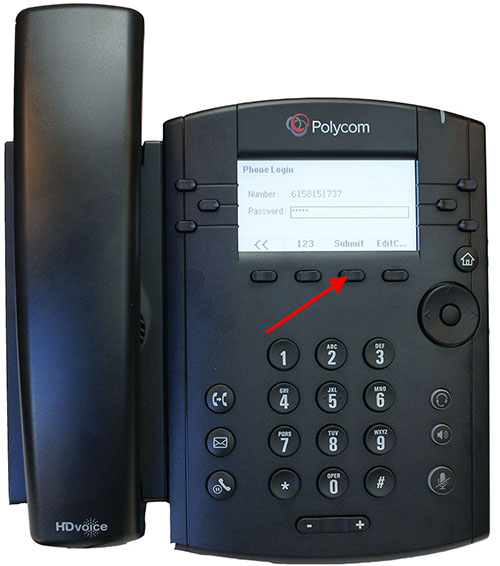 Polycom
Phone Login
Number: 6158151737
Password: *****
<< 123 Submit EditC...
1 ABC 2 DEF 3
GHI 4 JKL 5 MNO 6
PQRS 7 TUV 8 WXYZ 9
* OPER 0 #
- +
HDvoice